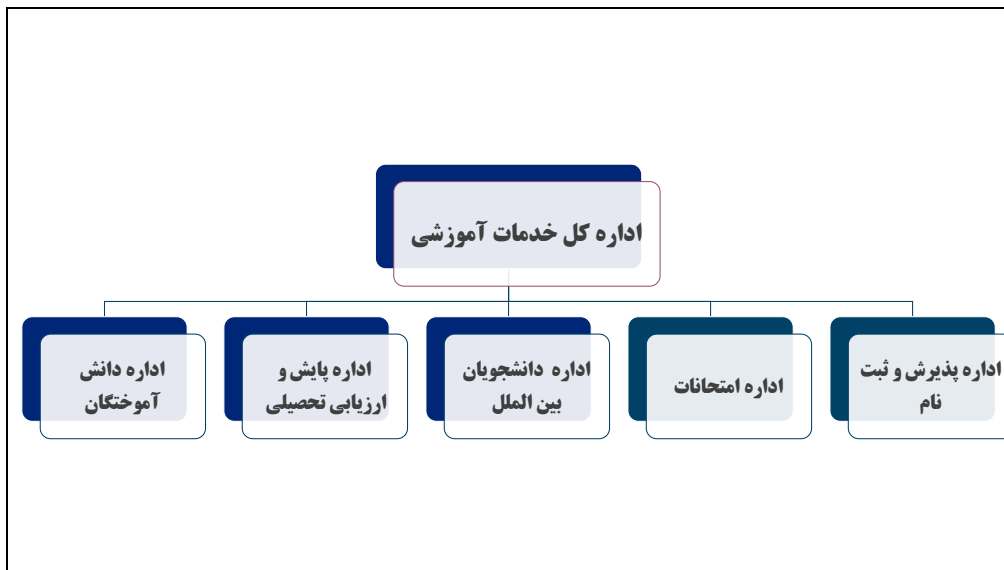 اداره کل خدمات آموزشی
اداره پذیرش و ثبت
نام
اداره امتحانات
اداره دانشجویان
بین الملل
اداره پایش و
ارزیابی تحصیلی
اداره دانش
آموختگان